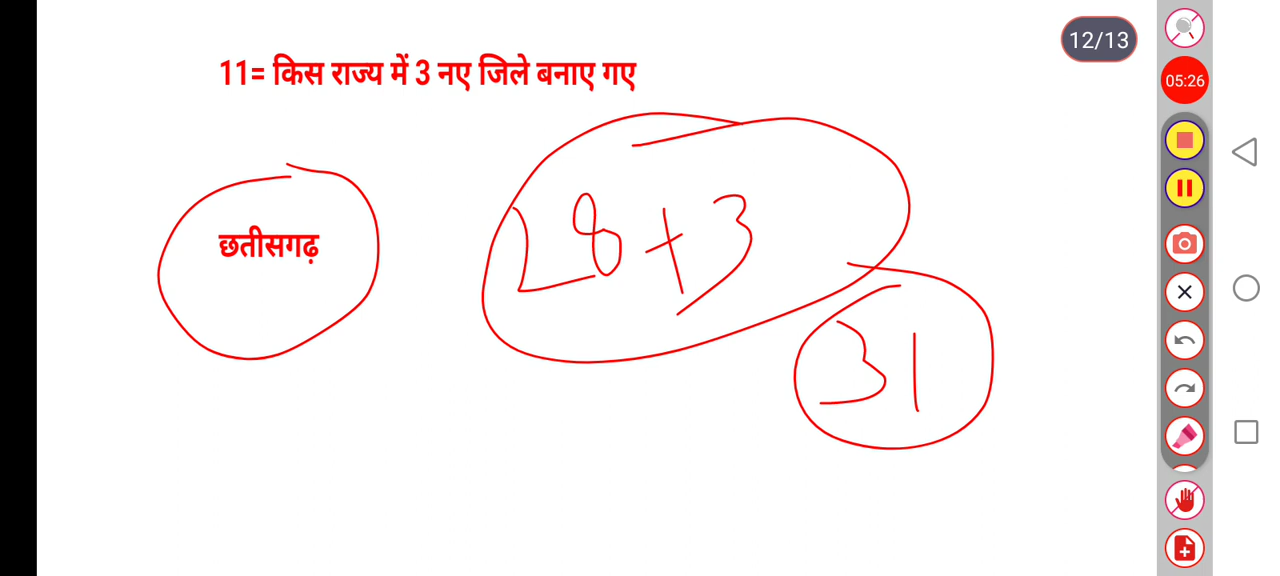 12/13
11= किस राज्य में 3 नए जिले बनाए गए
05:26
छतीसगढ़
28+3
31